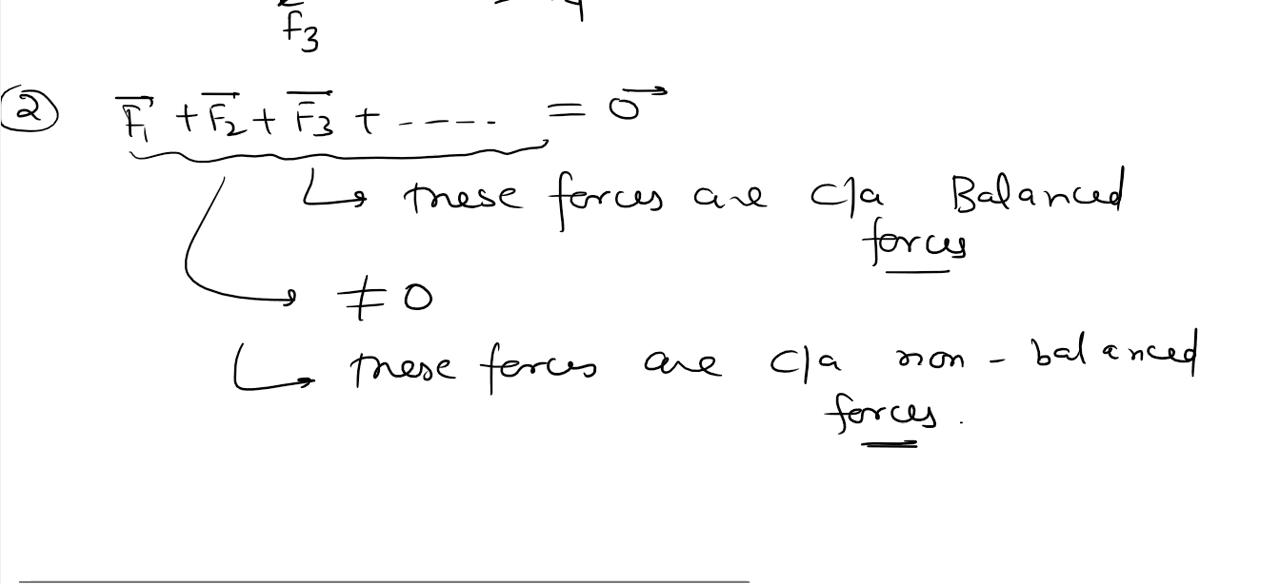 f3
② F1 + F2 + F3 + ----- = 0
↳ these forces are c/a Balanced
forces
≠ 0
↳ these forces are c/a non - balanced
forces.